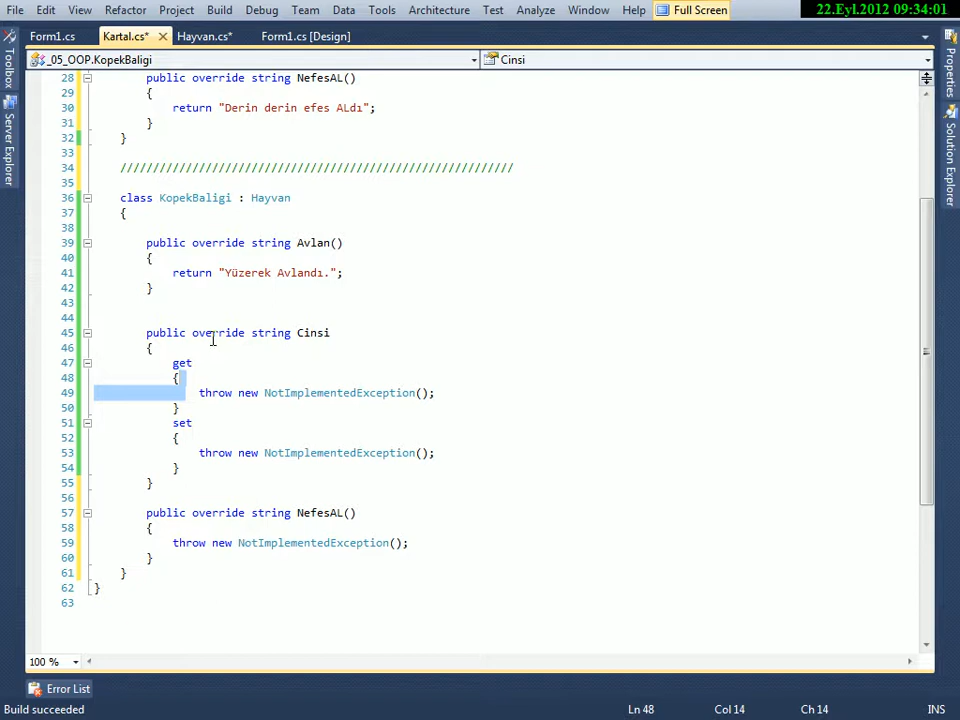 File Edit View Refactor Project Build Debug Team Data Tools Architecture Test Analyze Window Help Full Screen 22.Eyl.2012 09:34:01
Form1.cs Kartal.cs* Hayvan.cs* Form1.cs [Design]
_05_OOP.KopekBaligi Cinsi
Toolbox
Server Explorer
Properties
Solution Explorer
28 public override string NefesAL()
29 {
30 return "Derin derin efes ALdı";
31 }
32 }
33
34 ////////////////////////////////////////////////////////////
35
36 class KopekBaligi : Hayvan
37 {
38
39 public override string Avlan()
40 {
41 return "Yüzerek Avlandı.";
42 }
43
44
45 public override string Cinsi
46 {
47 get
48 {
49 throw new NotImplementedException();
50 }
51 set
52 {
53 throw new NotImplementedException();
54 }
55 }
56
57 public override string NefesAL()
58 {
59 throw new NotImplementedException();
60 }
61 }
62 }
63
100 %
Error List
Build succeeded Ln 48 Col 14 Ch 14 INS